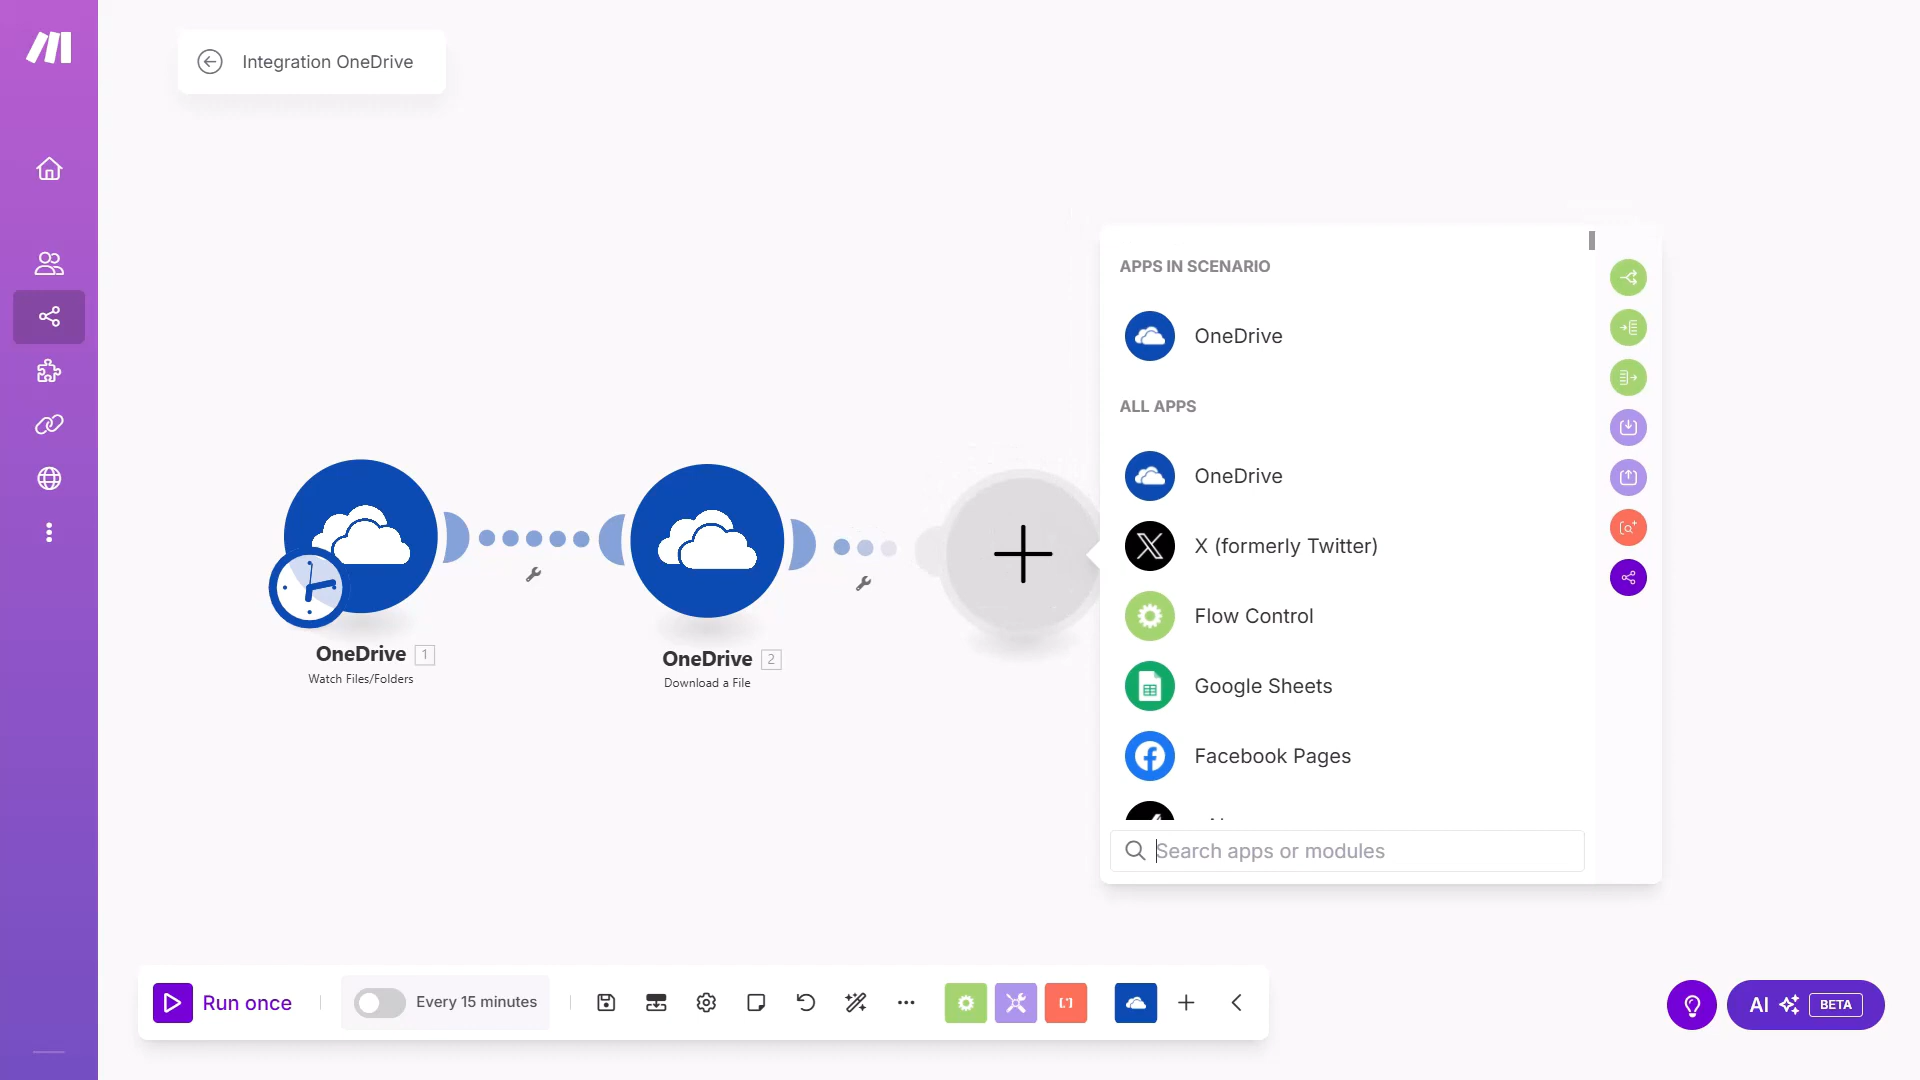 Integration OneDrive
APPS IN SCENARIO
OneDrive
ALL APPS
OneDrive
X (formerly Twitter)
Flow Control
Google Sheets
Facebook Pages
Search apps or modules
OneDrive 1
Watch Files/Folders
OneDrive 2
Download a File
Run once
Every 15 minutes
AI BETA